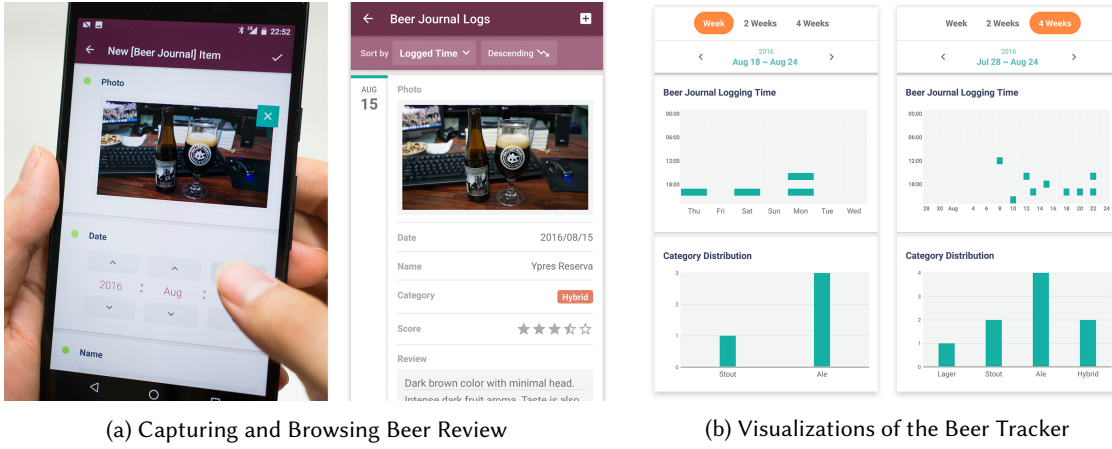 22:52
New [Beer Journal] Item
Photo
Date
2016 : Aug :
Name
Beer Journal Logs
Sort by Logged Time Descending
AUG
15
Photo
Date 2016/08/15
Name Ypres Reserva
Category Hybrid
Score
Review
Dark brown color with minimal head.
Intense dark fruit aroma. Taste is also
(a) Capturing and Browsing Beer Review
Week 2 Weeks 4 Weeks
2016
Aug 18 ~ Aug 24
Beer Journal Logging Time
00:00
06:00
12:00
18:00
Thu Fri Sat Sun Mon Tue Wed
Category Distribution
3
2
1
0
Stout Ale
Week 2 Weeks 4 Weeks
2016
Jul 28 ~ Aug 24
Beer Journal Logging Time
00:00
06:00
12:00
18:00
28 30 Aug 4 6 8 10 12 14 15 18 20 22 24
Category Distribution
4
3
2
1
0
Lager Stout Ale Hybrid
(b) Visualizations of the Beer Tracker